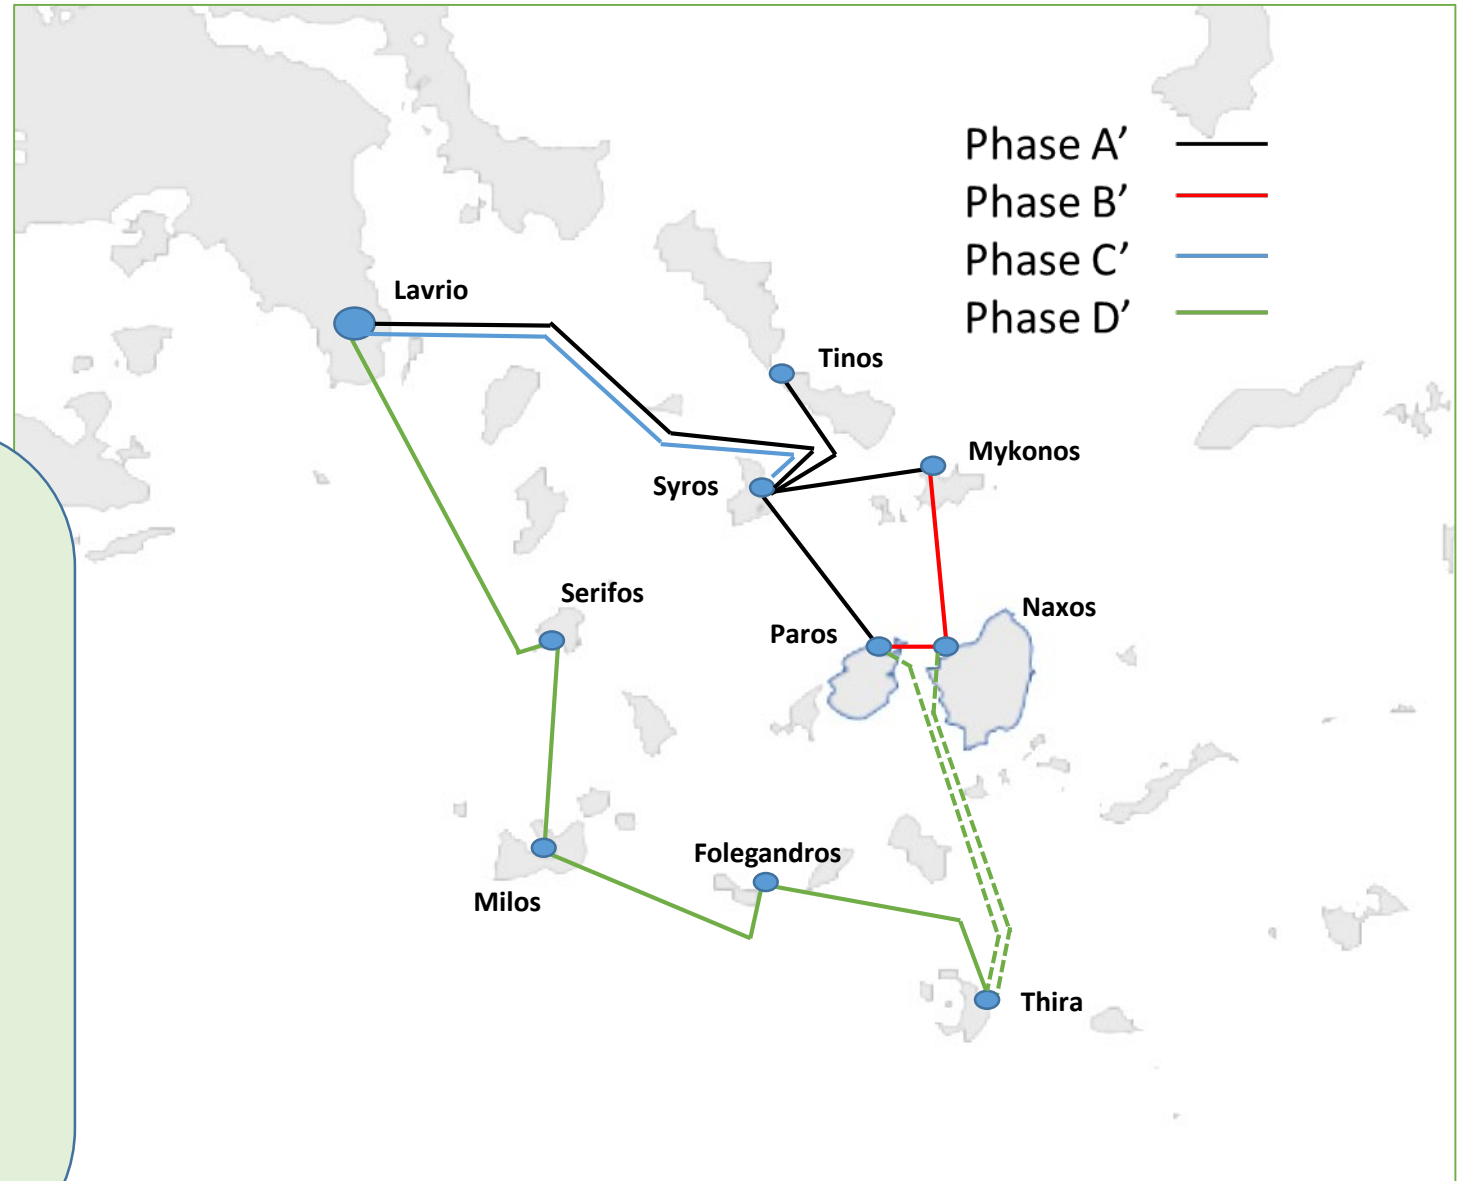 Phase A’
Phase B’
Phase C’
Phase D’
Lavrio
Tinos
Mykonos
Syros
Serifos
Naxos
Paros
Folegandros
Milos
Thira